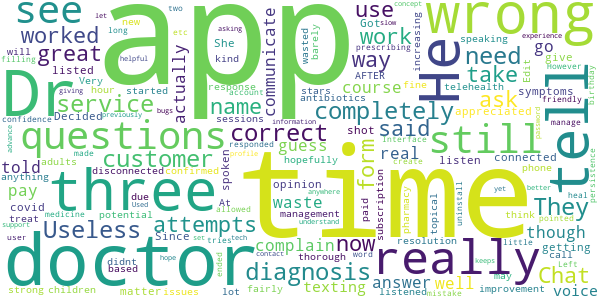 app
time
doctor
three
really
Dr
He
wrong
tell
questions
still
see
completely
diagnosis
service
customer
attempts
Useless
correct
They
Chat
way
use
work
need
take
ask
said
form
now
great
worked
name
told
pay
course
answer
well
voice
though
texting
waste
complain
guess
real
communicate
actually
listed
She
kind
wasted
barely
Got
speaking
will
two
new
long
let
etc
asking
slow
concept
experience
helpful
filling
giving
hour
started
Very
Decided
response
account
bugs
AFTER
prescribing
increasing
go
give
Edit
However
telehealth
symptoms
fine
friendly
manage
birthday
confidence
previously
sessions
antibiotics
stars
appreciated
Interface
responded
made
adults
confirmed
advance
disconnected
profile
anything
covid
treat
due
Used
spoken
since
At
shot
hopefully
opinion
management
understand
paid
subscription
pharmacy
topical
create
listen
phone
connected
password
persistence
getting
call
Left
yet
better
heal
think
pointed
uninstall
anywhere
information
medicine
potential
based
didnt
cries
tech
matter
issues
strong
children
user
support
set
hope
ended
allowed
lot
fairly
contact
word
thorough
listened
mistake
resolution
little
keeps
may
improvement